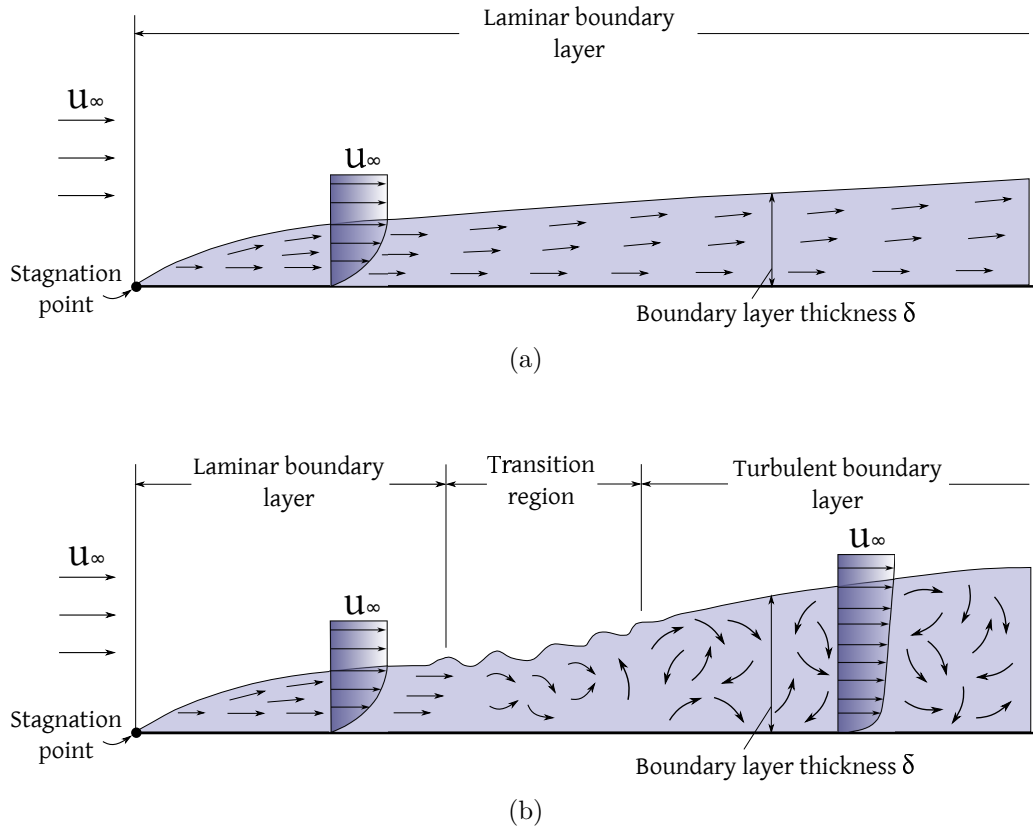 Laminar boundary
layer
u∞
u∞
Stagnation
point
Boundary layer thickness δ
(a)
Laminar boundary
layer
Transition
region
Turbulent boundary
layer
u∞
u∞
u∞
Stagnation
point
Boundary layer thickness δ
(b)